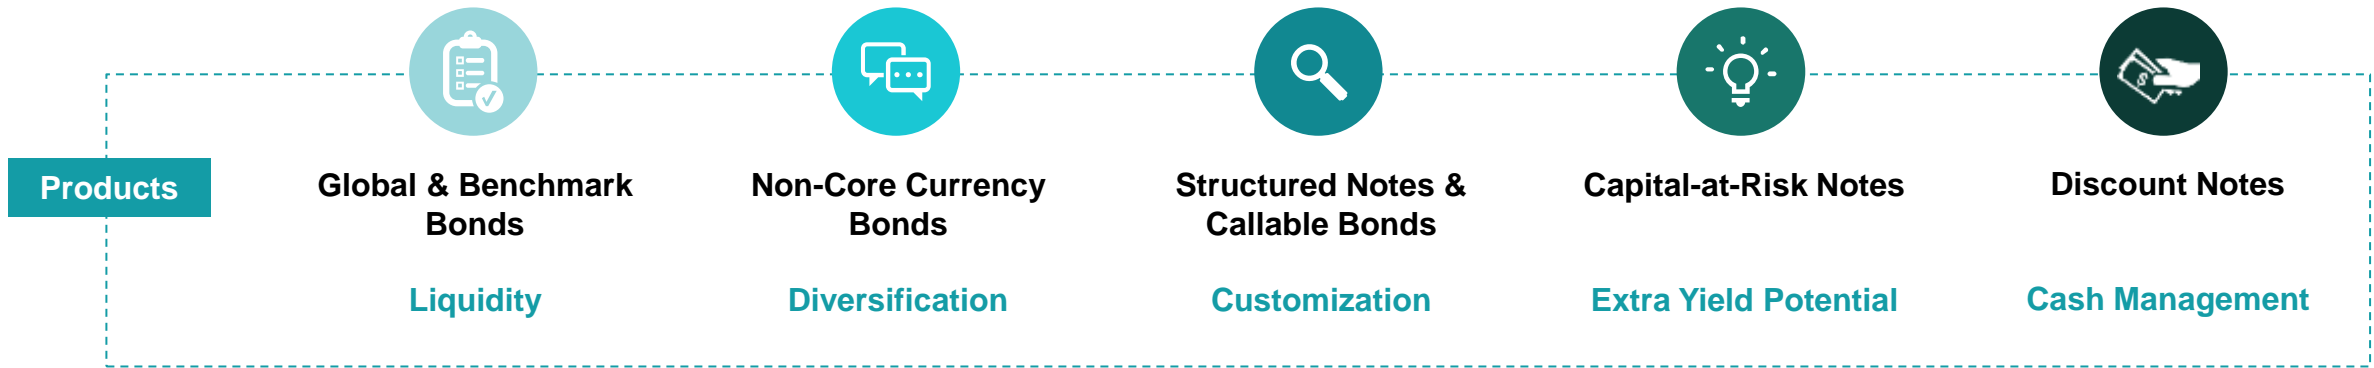 Products
Global & Benchmark
Bonds
Liquidity
Non-Core Currency
Bonds
Diversification
Structured Notes &
Callable Bonds
Customization
Capital-at-Risk Notes
Extra Yield Potential
Discount Notes
Cash Management